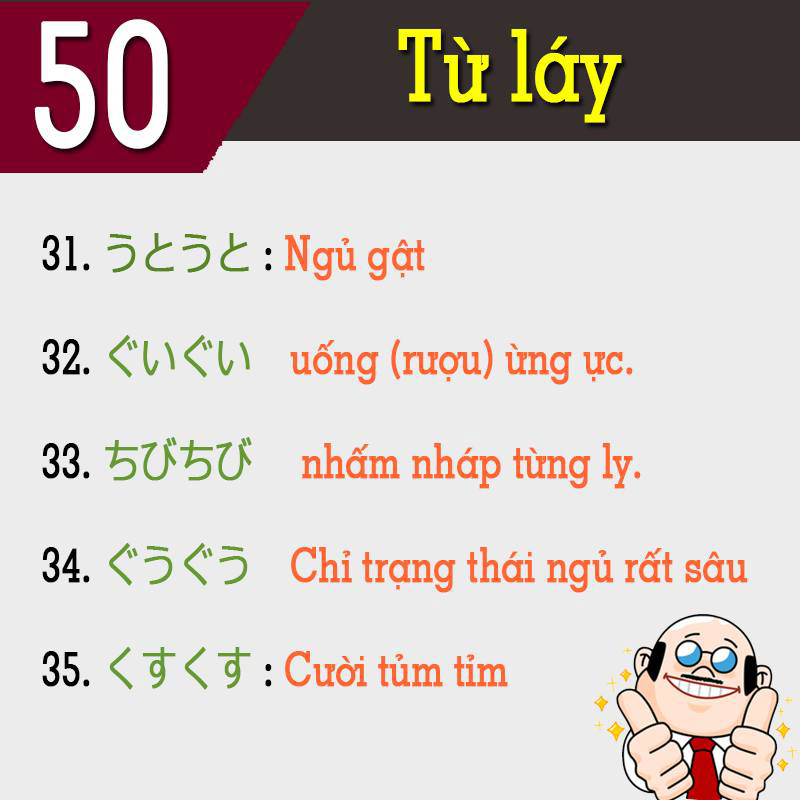 50
Từ láy
31. うとうと : Ngủ gật
32. ぐいぐい uống (rượu) ừng ực.
33. ちびちび nhấm nháp từng ly.
34. ぐうぐう Chỉ trạng thái ngủ rất sâu
35. くすくす : Cười tủm tỉm